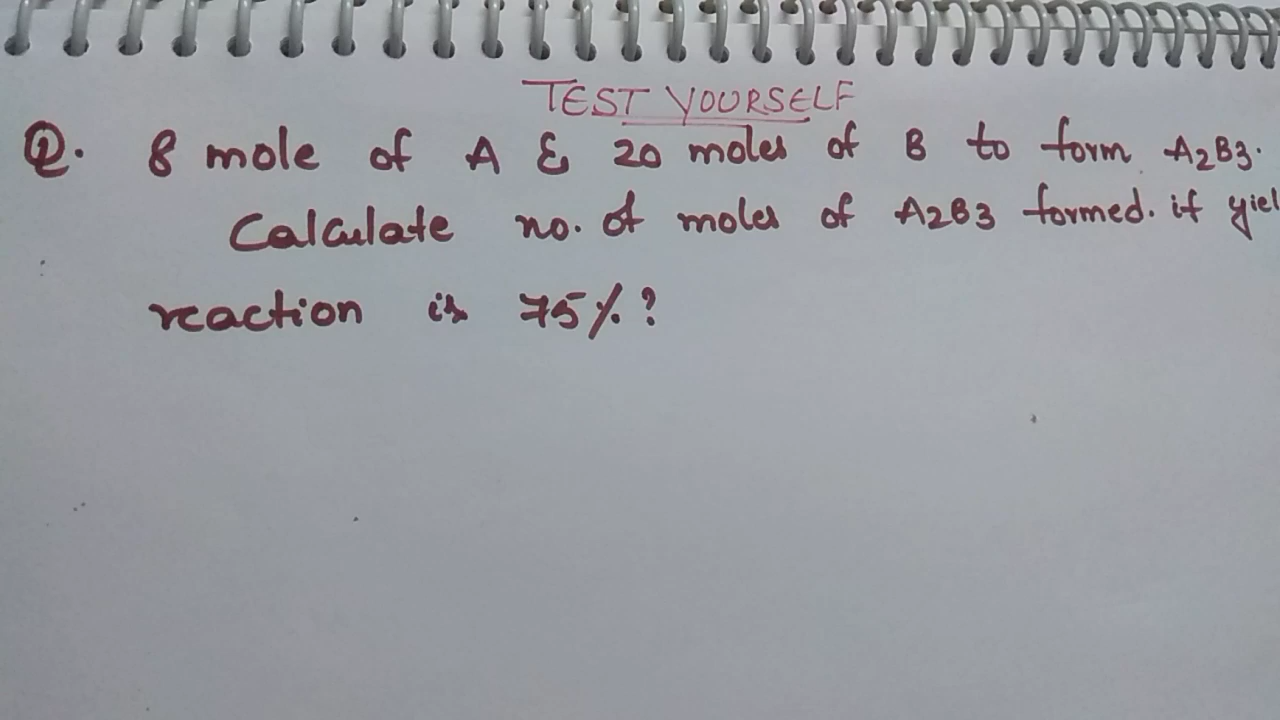 TEST YOURSELF
Q. 8 mole of A & 20 moles of B to form A2B3.
Calculate no. of moles of A2B3 formed. if yiel
reaction is 75%?